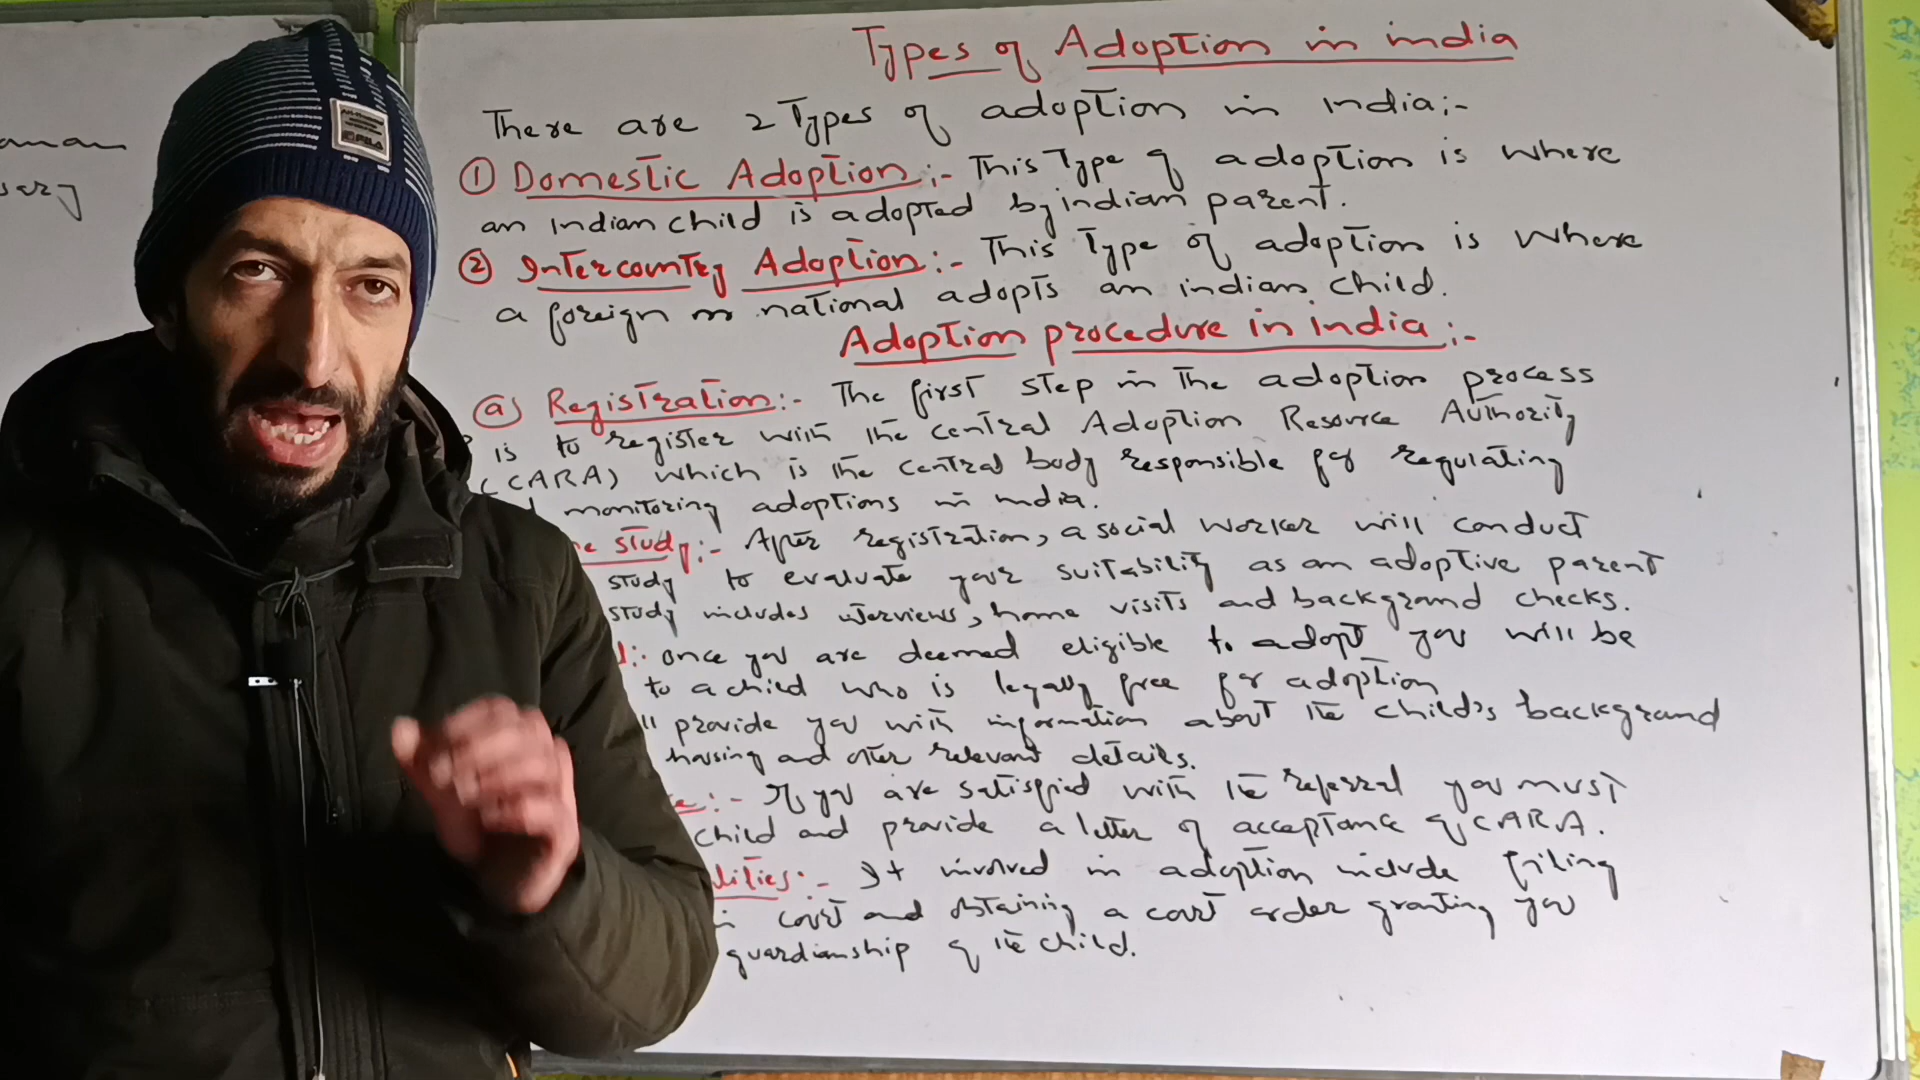 Types of Adoption in india
There are 2 Types of adoption in india:-
① Domestic Adoption:- This Type of adoption is where
an indian child is adopted by indian parent.
② Intercountry Adoption:- This Type of adoption is where
a foreign national adopts an indian child.
Adoption procedure in india:-
(a) Registration:- The first step in the adoption process
is to register with the central Adoption Resource Authority
(CARA) which is the central body responsible for regulating
monitoring adoptions in india.
study:- After registration, a social worker will conduct
study to evaluate your suitability as an adoptive parent
study includes interviews, home visits and background checks.
once you are deemed eligible to adopt you will be
to a child who is legally free for adoption
provide you with information about the child's background
and other relevant details.
If you are satisfied with the referral you must
child and provide a letter of acceptance of CARA.
It involved in adoption include filing
court and obtaining a court order granting you
guardianship of the child.
FILA